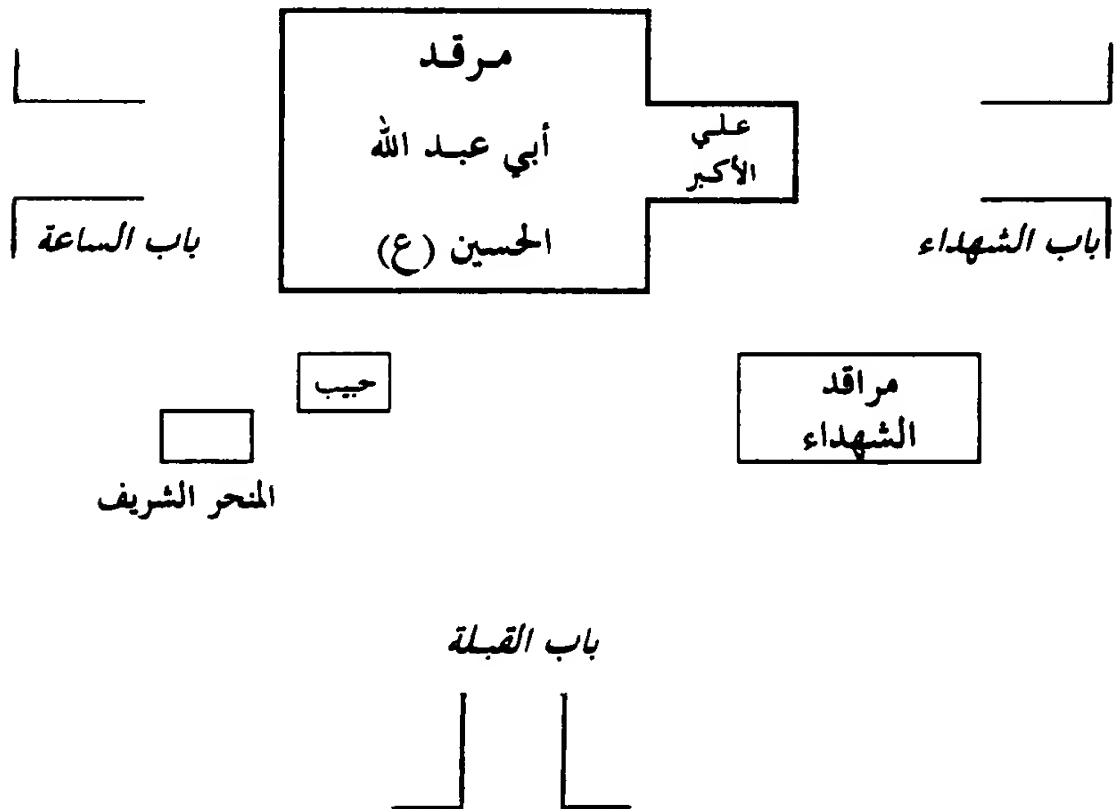 مرقد
أبي عبد الله
الحسين (ع)
علي
الأكبر
باب الشهداء
باب الساعة
حبيب
مراقد
الشهداء
المنحر الشريف
باب القبلة